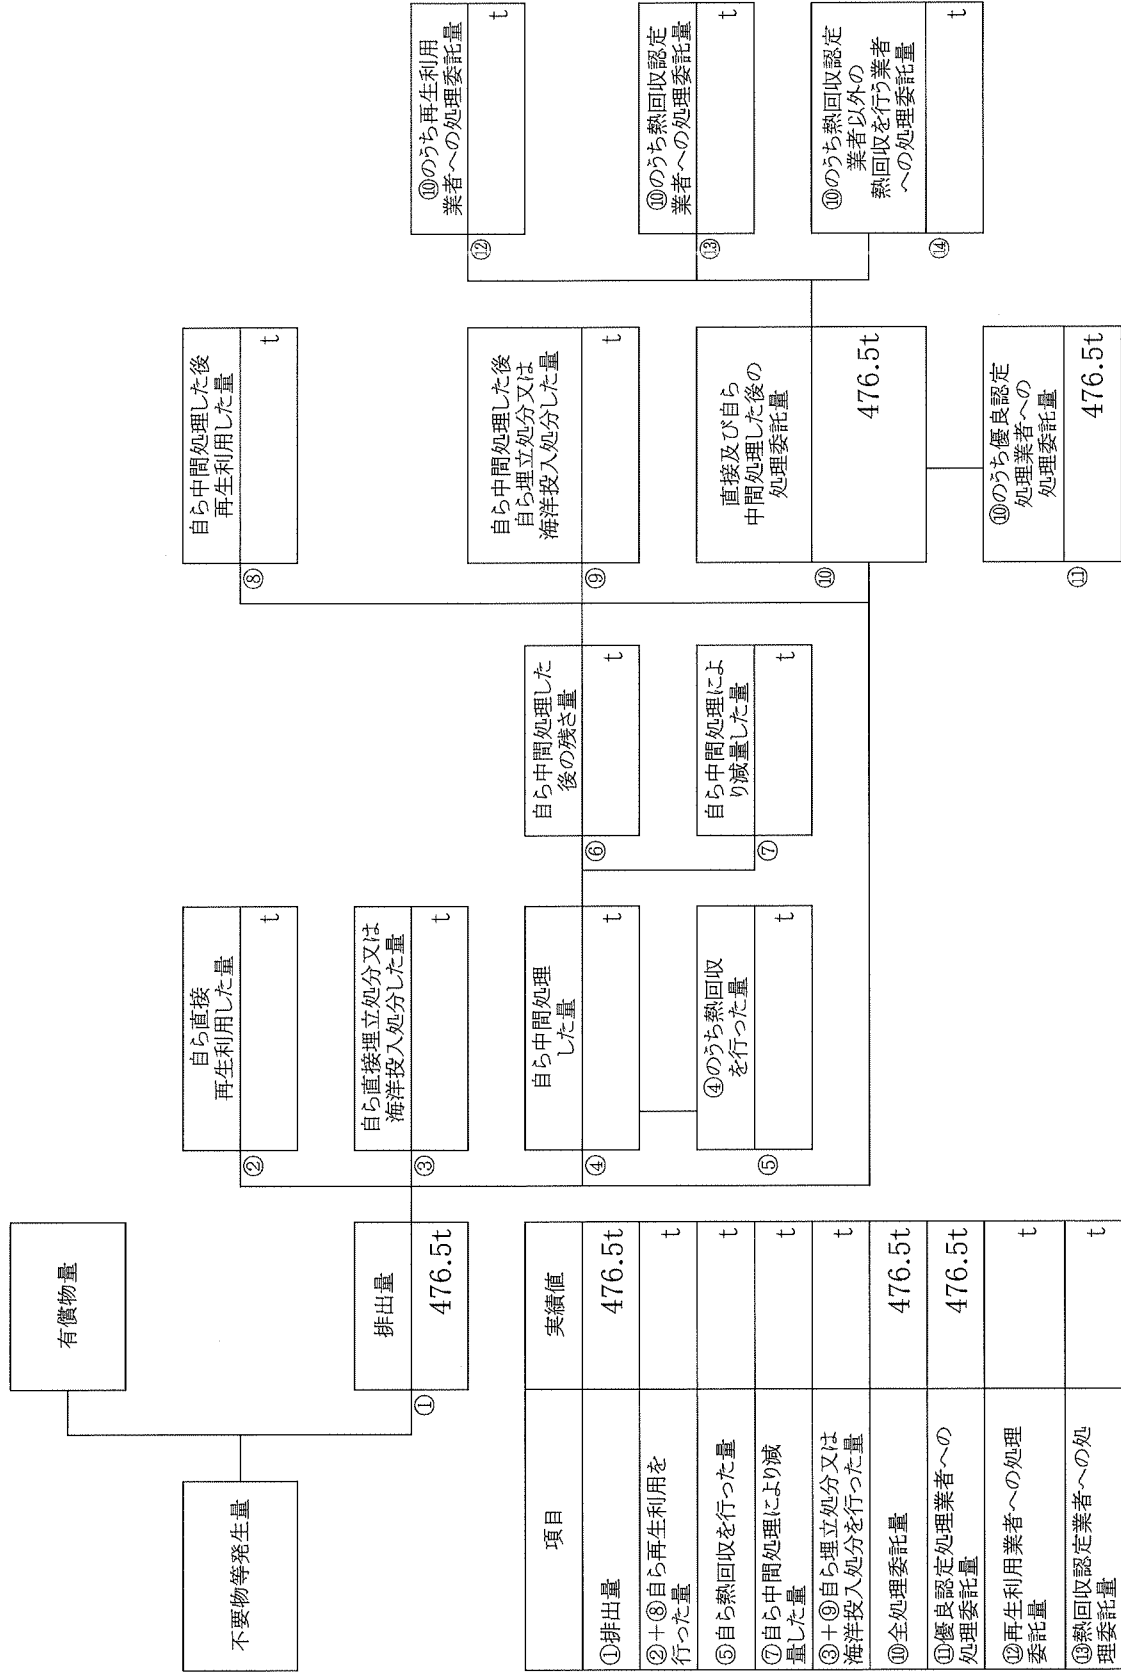 不要物等発生量
有償物量
排出量
①
476.5t
自ら直接
再生利用した量
②
t
自ら直接埋立処分又は
海洋投入処分した量
③
t
自ら中間処理
した量
④
t
④のうち熱回収
を行った量
⑤
t
自ら中間処理した
後の残さ量
⑥
t
自ら中間処理によ
り減量した量
⑦
t
自ら中間処理した後
再生利用した量
⑧
t
自ら中間処理した後
自ら埋立処分又は
海洋投入処分した量
⑨
t
直接及び自ら
中間処理した後の
処理委託量
⑩
476.5t
⑩のうち優良認定
処理業者への
処理委託量
⑪
476.5t
⑩のうち再生利用
業者への処理委託量
⑫
t
⑩のうち熱回収認定
業者への処理委託量
⑬
t
⑩のうち熱回収認定
業者以外の
熱回収を行う業者
への処理委託量
⑭
t
項目 実績値
①排出量 476.5t
②+⑧自ら再生利用を
行った量 t
⑤自ら熱回収を行った量 t
⑦自ら中間処理により減
量した量 t
③+⑨自ら埋立処分又は
海洋投入処分を行った量 t
⑩全処理委託量 476.5t
⑪優良認定処理業者への
処理委託量 476.5t
⑫再生利用業者への処理
委託量 t
⑬熱回収認定業者への処
理委託量 t